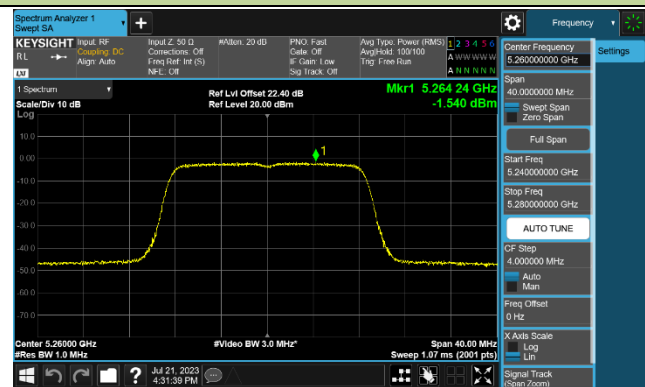 Spectrum Analyzer 1
Swept SA
Frequency
KEYSIGHT
RL
LXI
Input: RF
Coupling: DC
Align: Auto
Input Z: 50 Ω
Corrections: Off
Freq Ref: Int (S)
NFE: Off
#Atten: 20 dB
PNO: Fast
Gate: Off
IF Gain: Low
Sig Track: Off
Avg Type: Power (RMS)
Avg|Hold: 100/100
Trig: Free Run
1 2 3 4 5 6
A W W W W W
A N N N N N
Center Frequency
5.260000000 GHz
Settings
1 Spectrum
Scale/Div 10 dB
Log
Ref Lvl Offset 22.40 dB
Ref Level 20.00 dBm
Mkr1 5.264 24 GHz
-1.540 dBm
Span
40.0000000 MHz
Swept Span
Zero Span
Full Span
Start Freq
5.240000000 GHz
Stop Freq
5.280000000 GHz
AUTO TUNE
CF Step
4.000000 MHz
Auto
Man
Freq Offset
0 Hz
X Axis Scale
Log
Lin
Signal Track
(Span Zoom)
10.0
0.00
-10.0
-20.0
-30.0
-40.0
-50.0
-60.0
-70.0
1
Center 5.26000 GHz
#Res BW 1.0 MHz
#Video BW 3.0 MHz*
Span 40.00 MHz
Sweep 1.07 ms (2001 pts)
?
Jul 21, 2023
4:31:39 PM